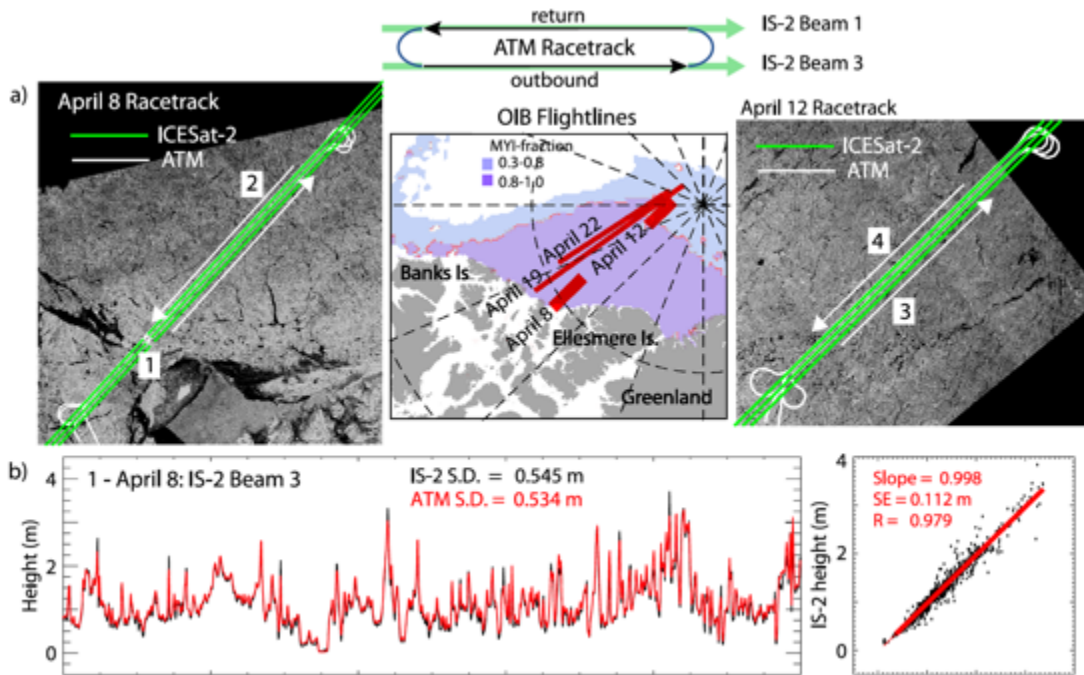 return
IS-2 Beam 1
ATM Racetrack
IS-2 Beam 3
outbound
a)
April 8 Racetrack
ICESat-2
ATM
2
1
OIB Flightlines
MYI-fraction
0.3-0.8
0.8-1.0
April 22
April 12
April 19
April 8
Banks Is.
Ellesmere Is.
Greenland
April 12 Racetrack
ICESat-2
ATM
4
3
b)
1 - April 8: IS-2 Beam 3
IS-2 S.D. = 0.545 m
ATM S.D. = 0.534 m
Height (m)
4
2
0
Slope = 0.998
SE = 0.112 m
R = 0.979
IS-2 height (m)
4
2
0